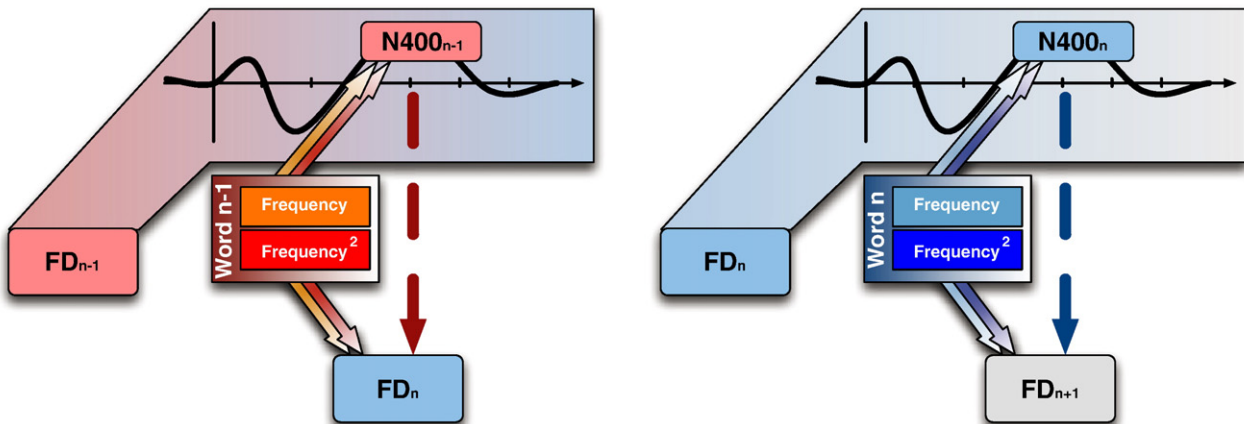 N400n-1
Word n-1
Frequency
Frequency2
FDn-1
FDn
N400n
Word n
Frequency
Frequency2
FDn
FDn+1